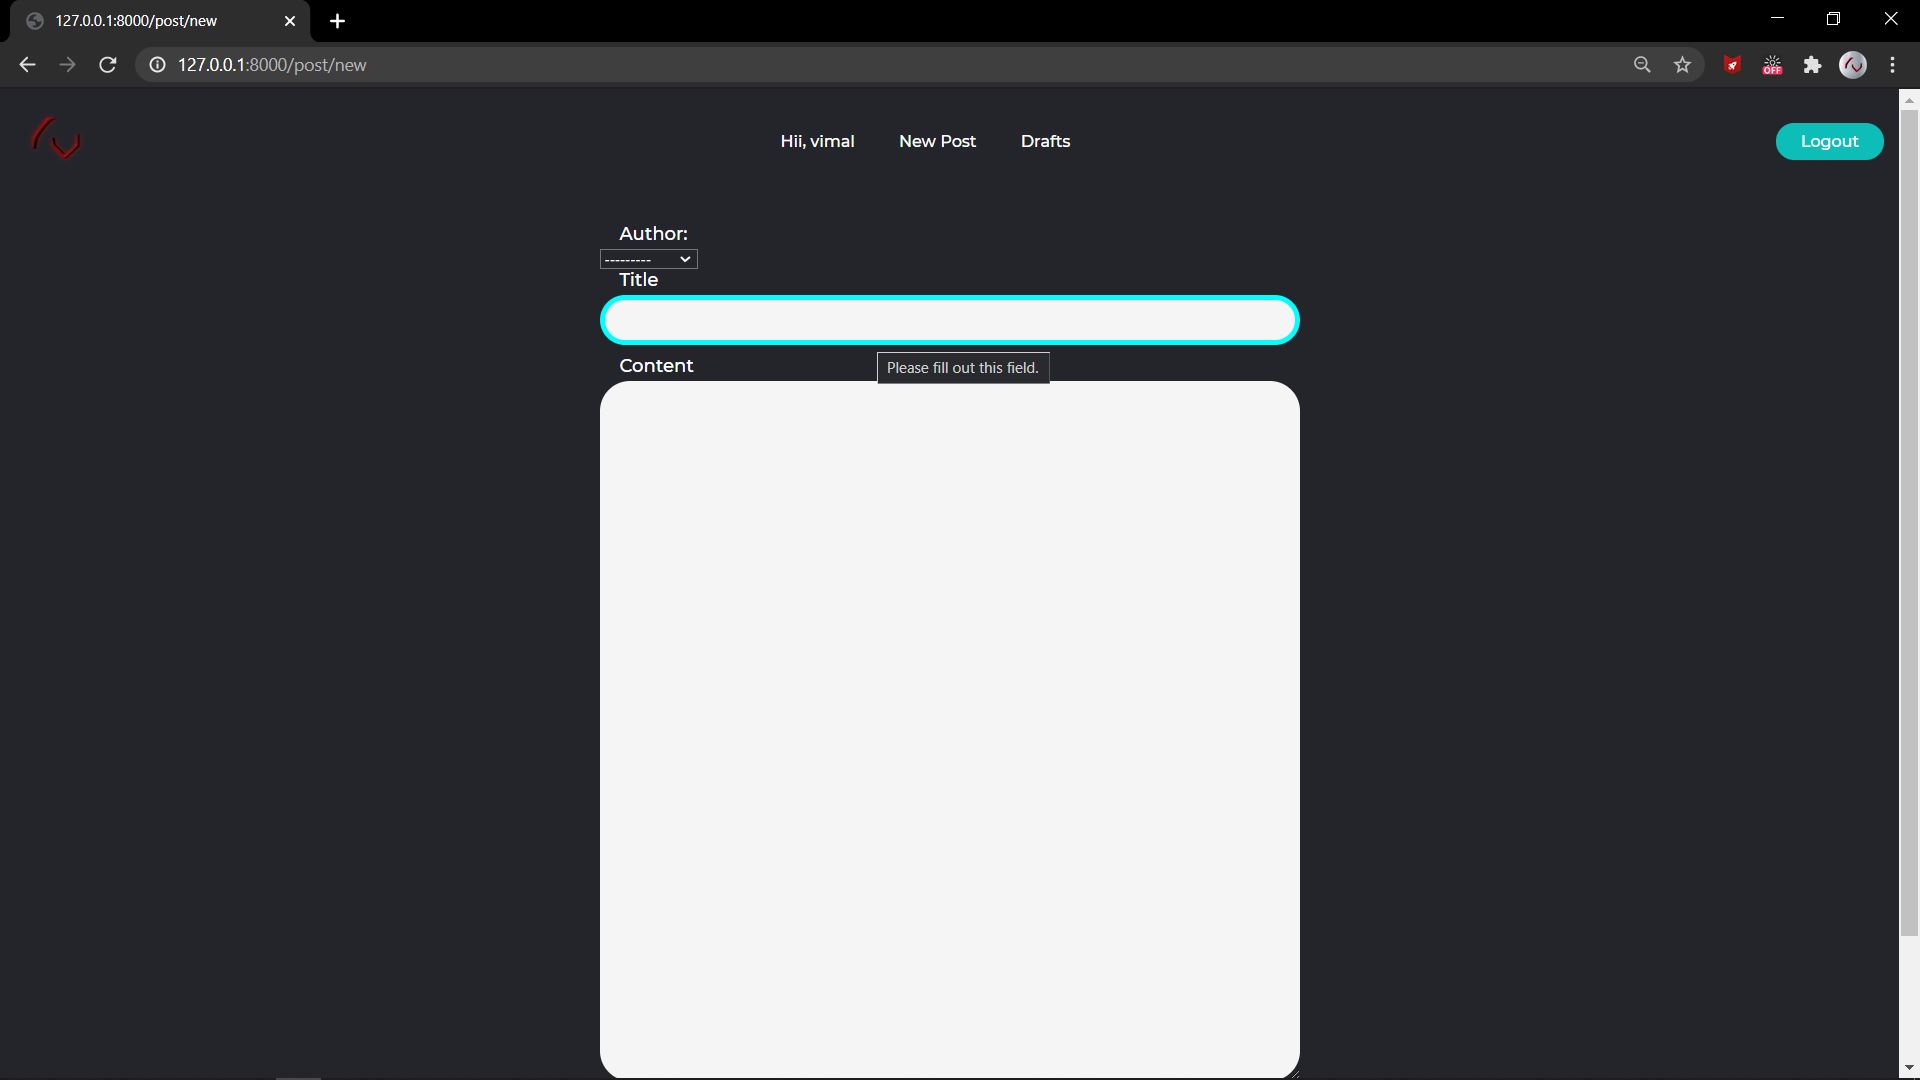 127.0.0.1:8000/post/new
127.0.0.1:8000/post/new
OFF
Hii, vimal
New Post
Drafts
Logout
Author:
---------
Title
Content
Please fill out this field.